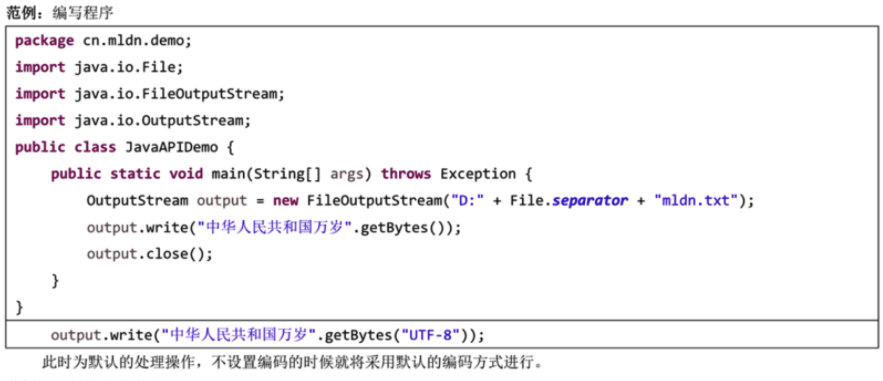 范例：编写程序
package cn.mldn.demo;
import java.io.File;
import java.io.FileOutputStream;
import java.io.OutputStream;
public class JavaAPIDemo {
    public static void main(String[] args) throws Exception {
        OutputStream output = new FileOutputStream("D:" + File.separator + "mldn.txt");
        output.write("中华人民共和国万岁".getBytes());
        output.close();
    }
}
    output.write("中华人民共和国万岁".getBytes("UTF-8"));
此时为默认的处理操作，不设置编码的时候就将采用默认的编码方式进行。